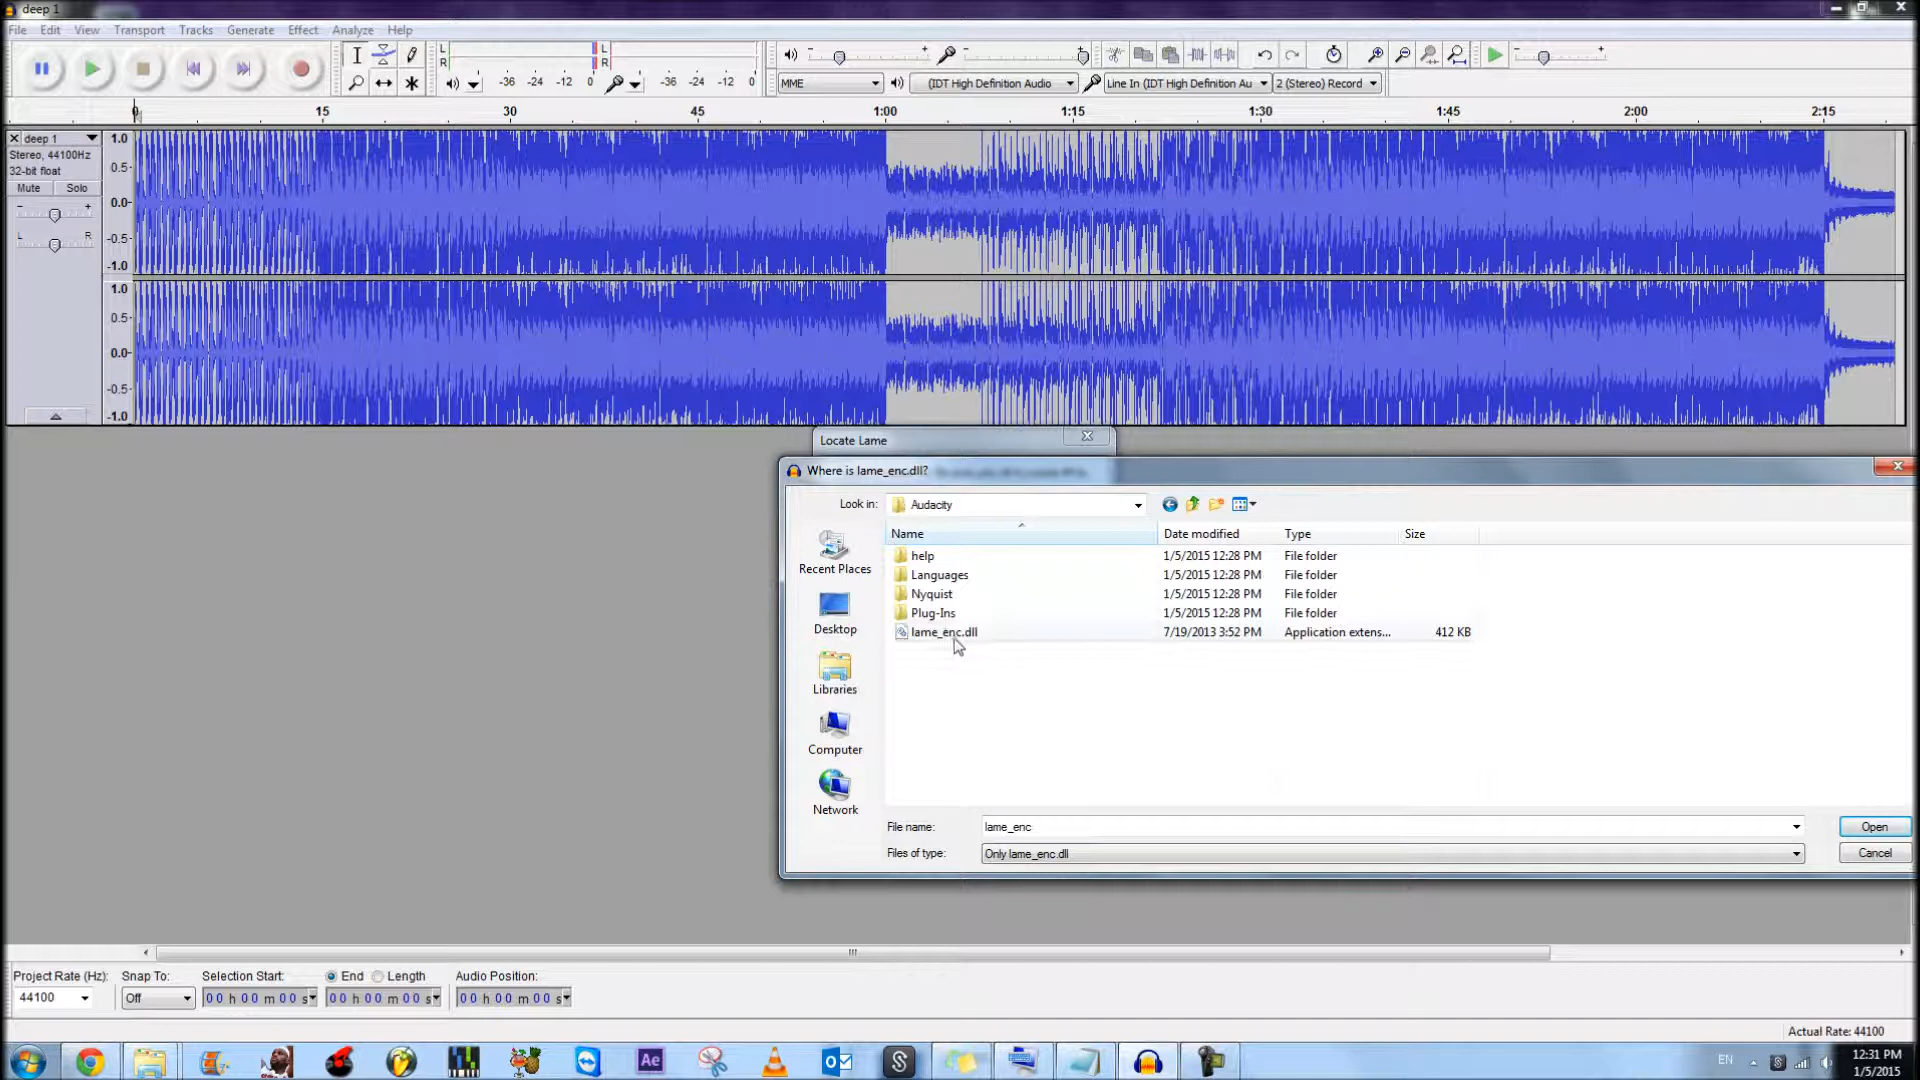 deep 1
File Edit View Transport Tracks Generate Effect Analyze Help
L R -36 -24 -12 0 -36 -24 -12 0
L R
MME (IDT High Definition Audio Line In (IDT High Definition Au 2 (Stereo) Record
0 15 30 45 1:00 1:15 1:30 1:45 2:00 2:15
deep 1
Stereo, 44100Hz
32-bit float
Mute Solo
- +
L R
1.0
0.5-
0.0-
-0.5-
-1.0
1.0
0.5-
0.0-
-0.5-
-1.0
Locate Lame
Where is lame_enc.dll?
Look in: Audacity
Name Date modified Type Size
help 1/5/2015 12:28 PM File folder
Languages 1/5/2015 12:28 PM File folder
Nyquist 1/5/2015 12:28 PM File folder
Plug-Ins 1/5/2015 12:28 PM File folder
lame_enc.dll 7/19/2013 3:52 PM Application extens... 412 KB
Recent Places
Desktop
Libraries
Computer
Network
File name: lame_enc Open
Files of type: Only lame_enc.dll Cancel
Project Rate (Hz): Snap To: Selection Start: End Length Audio Position:
44100 Off 00 h 00 m 00 s 00 h 00 m 00 s 00 h 00 m 00 s
Actual Rate: 44100
Ae
EN
12:31 PM
1/5/2015